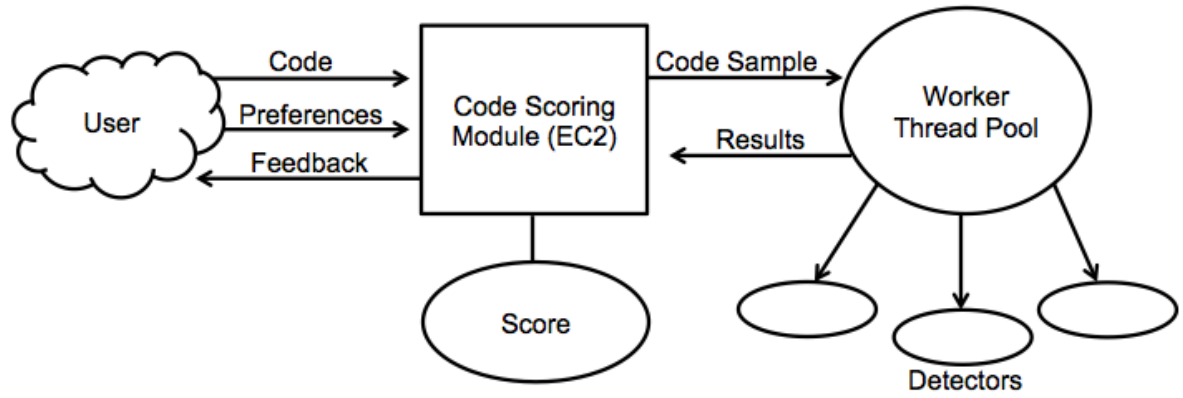 User
Code
Preferences
Feedback
Code Scoring
Module (EC2)
Score
Code Sample
Results
Worker
Thread Pool
Detectors